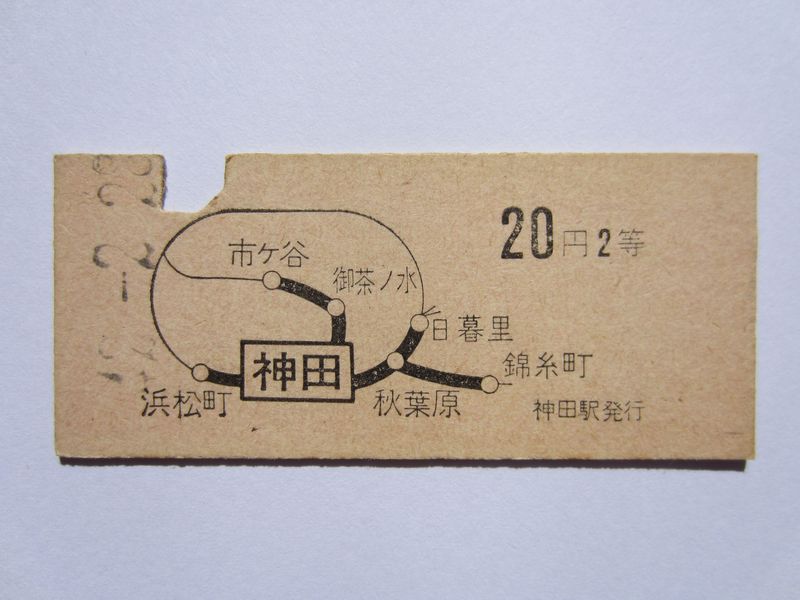 20円2等
市ケ谷
御茶ノ水
日暮里
神田
錦糸町
浜松町
秋葉原
神田駅発行